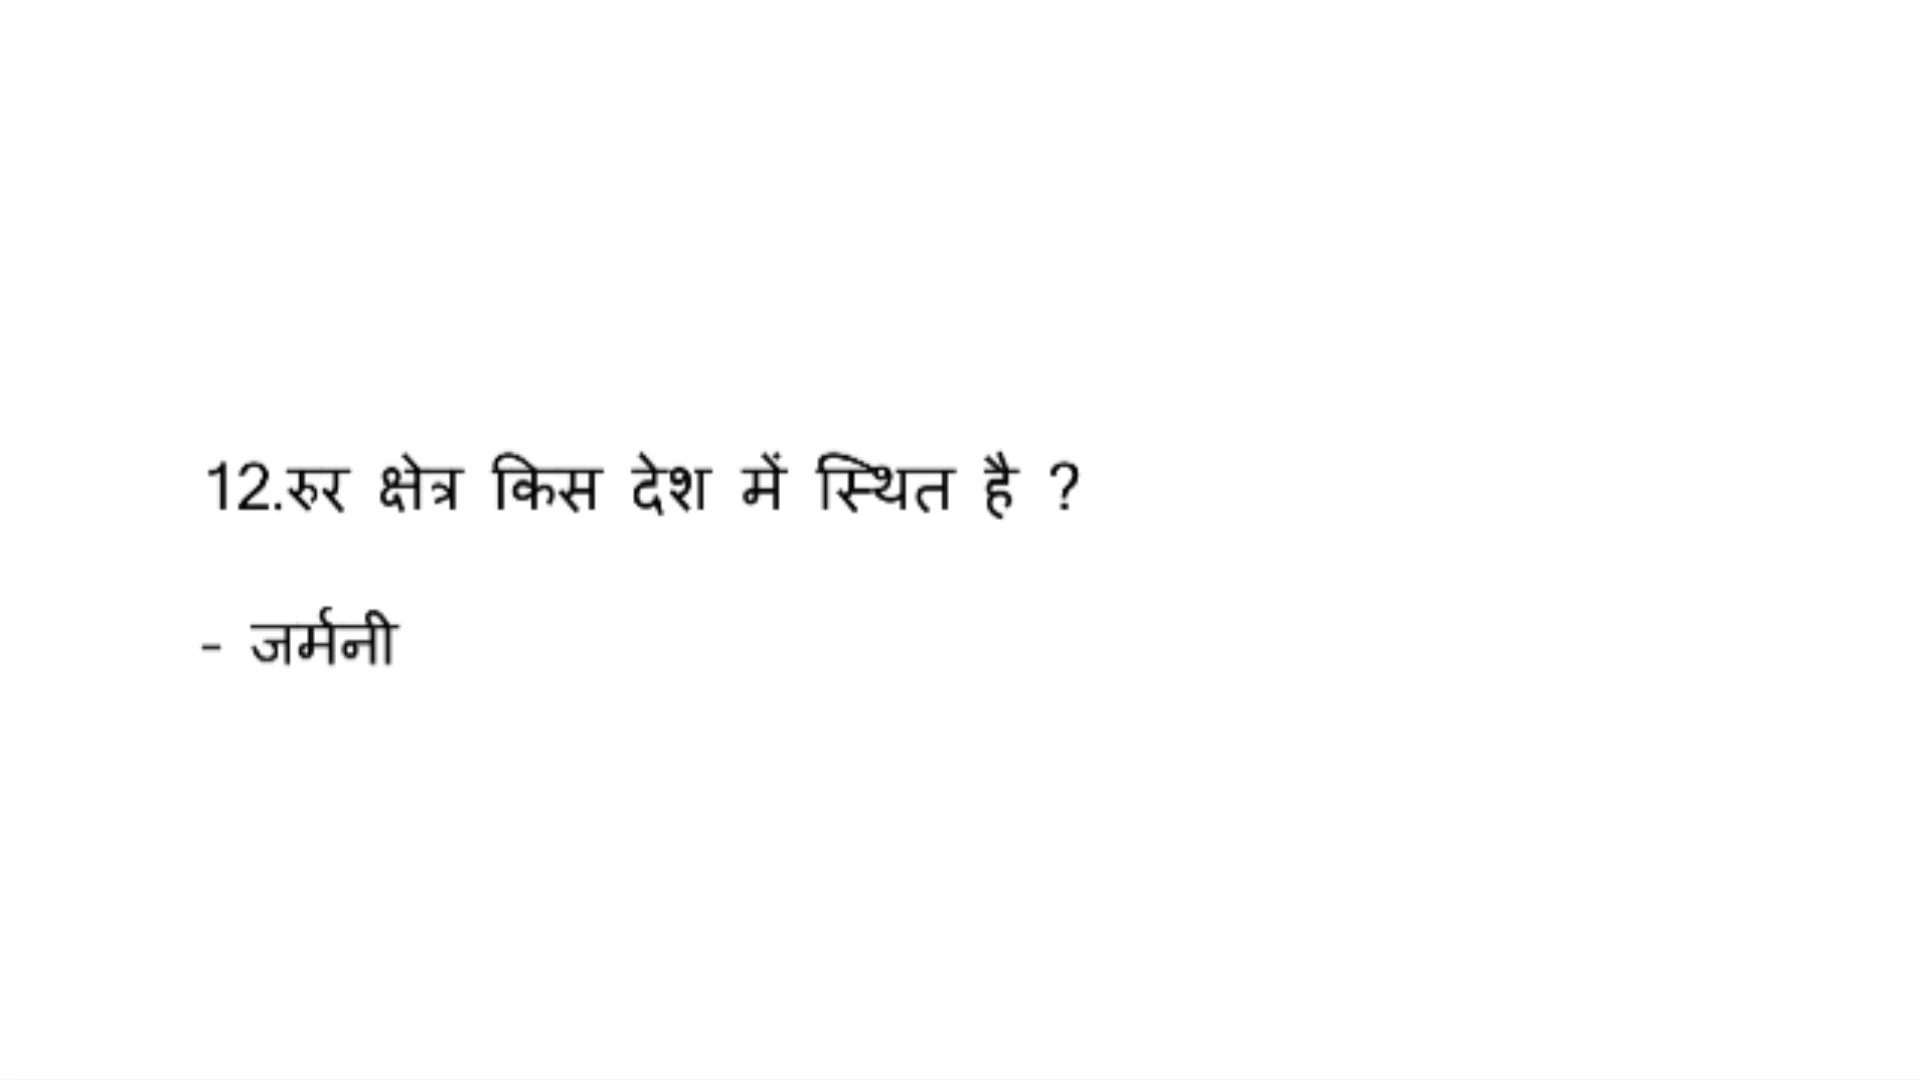 12.रुर क्षेत्र किस देश में स्थित है ?
- जर्मनी